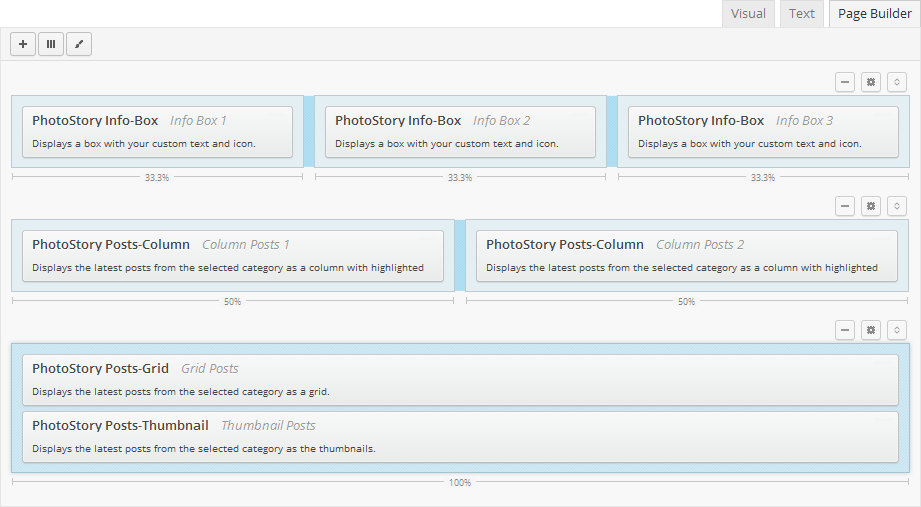 Visual Text Page Builder
PhotoStory Info-Box Info Box 1 PhotoStory Info-Box Info Box 2 PhotoStory Info-Box Info Box 3
Displays a box with your custom text and icon. Displays a box with your custom text and icon. Displays a box with your custom text and icon.
33.3% 33.3% 33.3%
PhotoStory Posts-Column Column Posts 1 PhotoStory Posts-Column Column Posts 2
Displays the latest posts from the selected category as a column with highlighted Displays the latest posts from the selected category as a column with highlighted
50% 50%
PhotoStory Posts-Grid Grid Posts
Displays the latest posts from the selected category as a grid.
PhotoStory Posts-Thumbnail Thumbnail Posts
Displays the latest posts from the selected category as the thumbnails.
100%